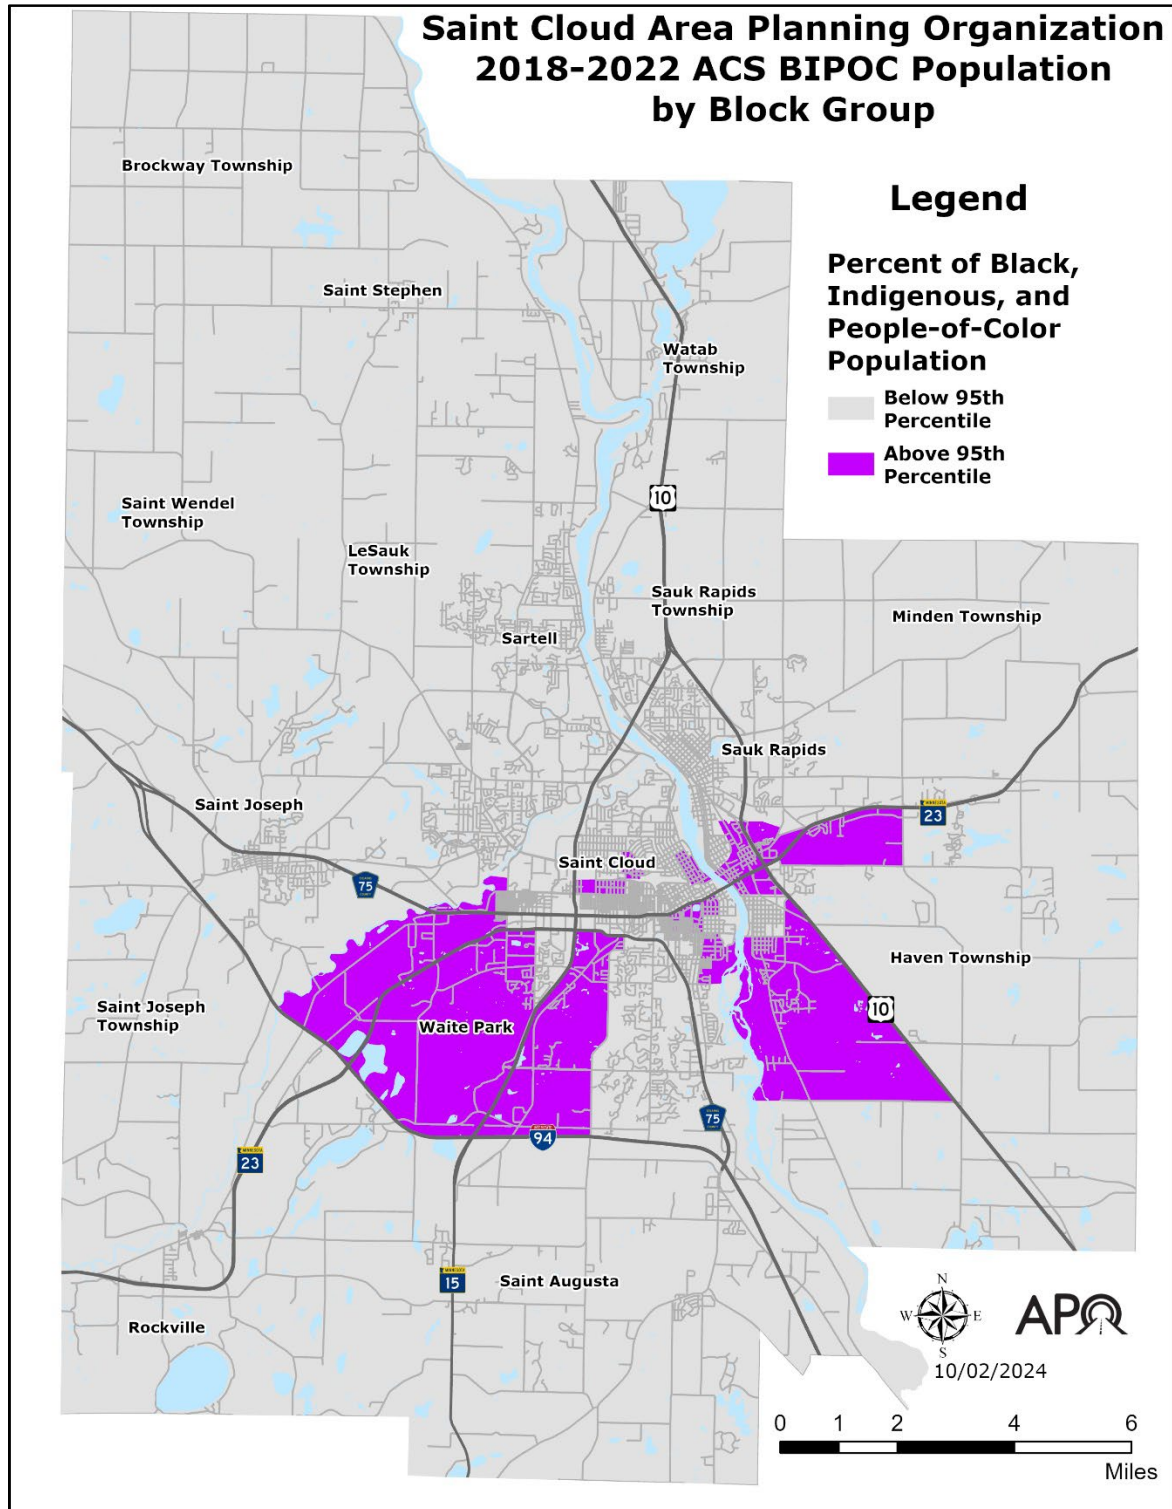 Saint Cloud Area Planning Organization
2018-2022 ACS BIPOC Population
by Block Group
Legend
Percent of Black,
Indigenous, and
People-of-Color
Population
Below 95th
Percentile
Above 95th
Percentile
Brockway Township
Saint Stephen
Watab
Township
10
Saint Wendel
Township
LeSauk
Township
Sauk Rapids
Township
Minden Township
Sartell
Sauk Rapids
Saint Joseph
23
Saint Cloud
75
Haven Township
Saint Joseph
Township
Waite Park
10
75
94
23
15
Saint Augusta
Rockville
N
W
E
S
APO
10/02/2024
0 1 2 4 6
Miles